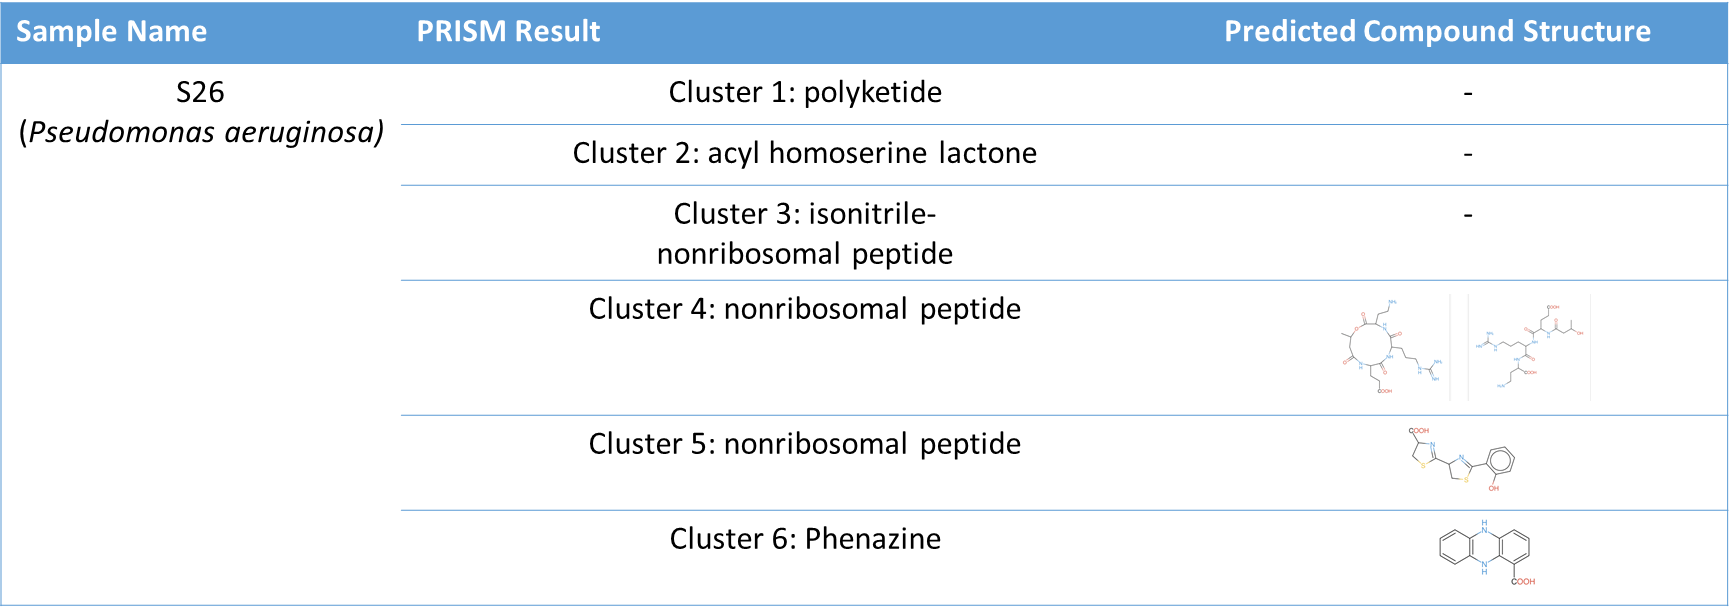 Sample Name PRISM Result Predicted Compound Structure
S26 Cluster 1: polyketide -
(Pseudomonas aeruginosa)
Cluster 2: acyl homoserine lactone -
Cluster 3: isonitrile- -
nonribosomal peptide
Cluster 4: nonribosomal peptide
Cluster 5: nonribosomal peptide
COOH
N
S
N
S
OH
Cluster 6: Phenazine
H
N
N
H
COOH